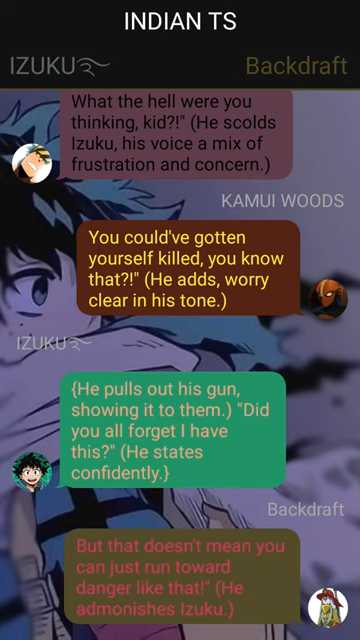 INDIAN TS
IZUKU Backdraft
What the hell were you
thinking, kid?!" (He scolds
Izuku, his voice a mix of
frustration and concern.)
KAMUI WOODS
You could've gotten
yourself killed, you know
that?!" (He adds, worry
clear in his tone.)
IZUKU
{He pulls out his gun,
showing it to them.) "Did
you all forget I have
this?" (He states
confidently.}
Backdraft
But that doesn't mean you
can just run toward
danger like that!" (He
admonishes Izuku.)